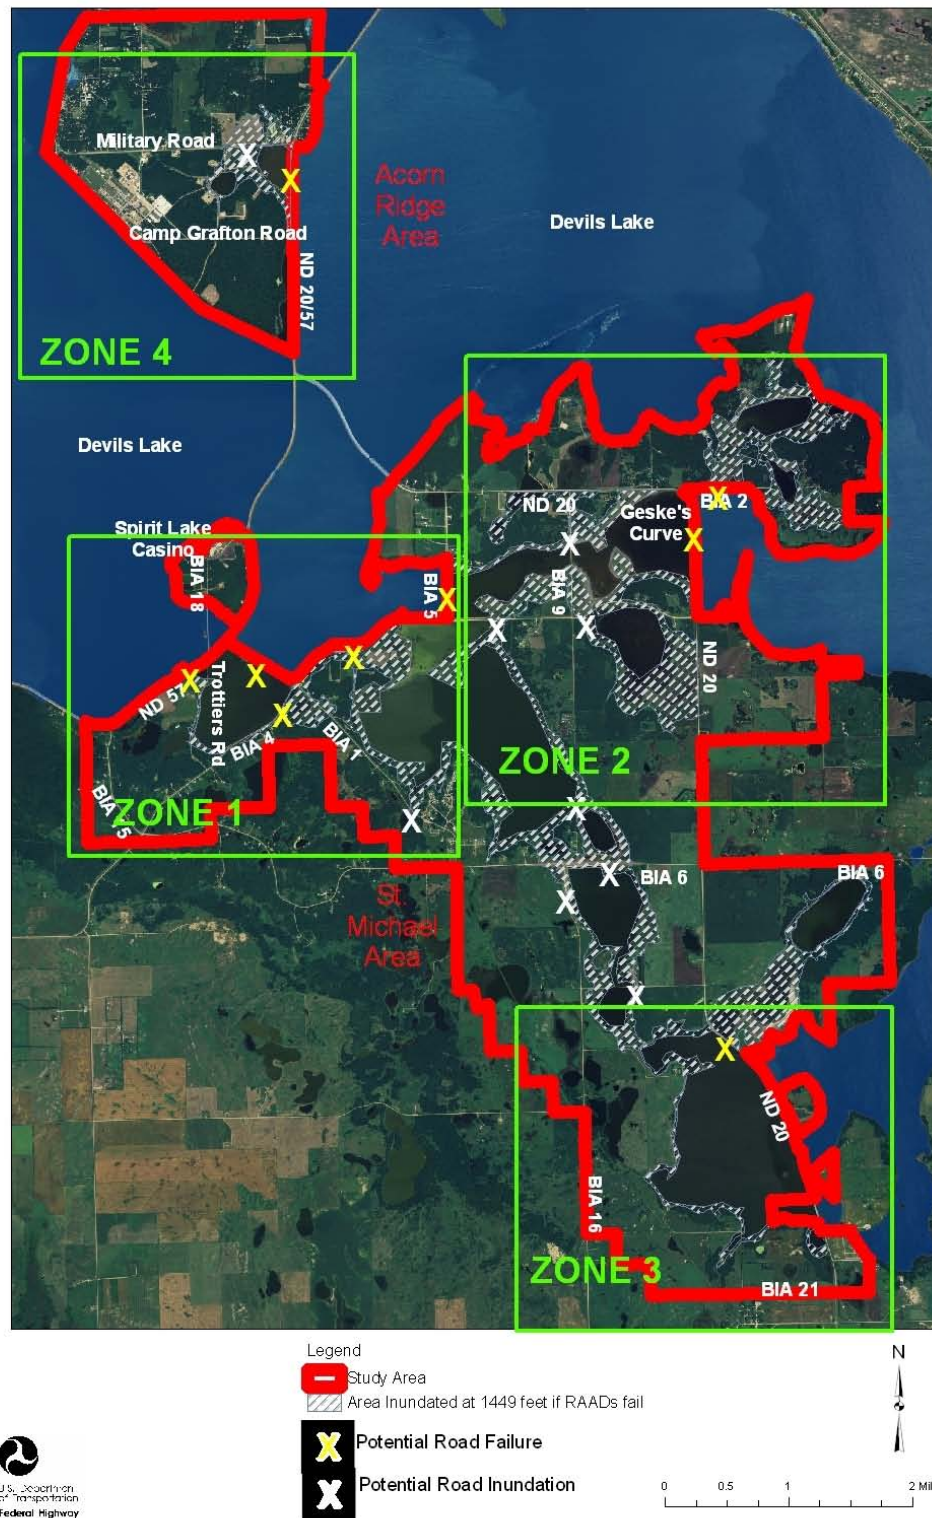 Military Road
Acorn
Ridge
Area
Devils Lake
Camp Grafton Road
ND 20/57
ZONE 4
Devils Lake
ND 20
BIA 2
Geske's
Curve
Spirit Lake
Casino
BIA 18
BIA 5
BIA 9
ND 20
ND 57
Trottiers Rd
BIA 4
BIA 1
ZONE 2
BIA 5
ZONE 1
BIA 6
BIA 6
St.
Michael
Area
ND 20
BIA 16
ZONE 3
BIA 21
Legend
Study Area
Area Inundated at 1449 feet if RAADs fail
X Potential Road Failure
X Potential Road Inundation
N
0 0.5 1 2 Mil
U.S. Department
of Transportation
Federal Highway